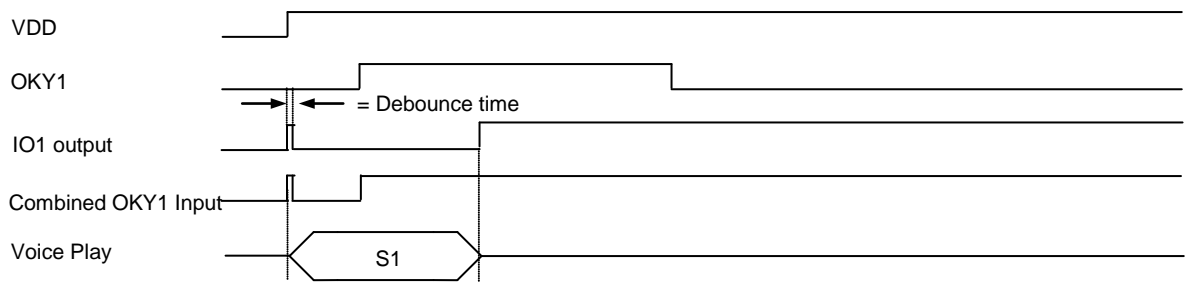 VDD
OKY1
= Debounce time
IO1 output
Combined OKY1 Input
Voice Play
S1